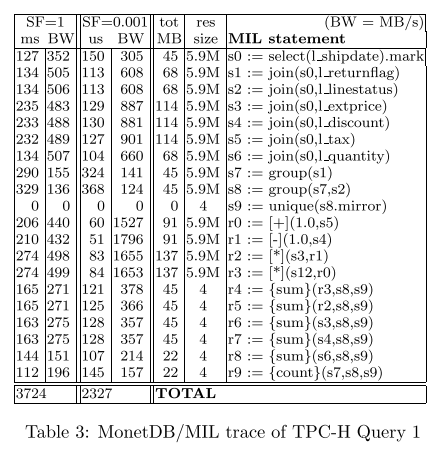 SF=1 SF=0.001 tot res (BW = MB/s)
ms BW us BW MB size MIL statement
127 352 150 305 45 5.9M s0 := select(l_shipdate).mark
134 505 113 608 68 5.9M s1 := join(s0,l_returnflag)
134 506 113 608 68 5.9M s2 := join(s0,l_linestatus)
235 483 129 887 114 5.9M s3 := join(s0,l_extprice)
233 488 130 881 114 5.9M s4 := join(s0,l_discount)
232 489 127 901 114 5.9M s5 := join(s0,l_tax)
134 507 104 660 68 5.9M s6 := join(s0,l_quantity)
290 155 324 141 45 5.9M s7 := group(s1)
329 136 368 124 45 5.9M s8 := group(s7,s2)
0 0 0 0 0 4 s9 := unique(s8.mirror)
206 440 60 1527 91 5.9M r0 := [+](1.0,s5)
210 432 51 1796 91 5.9M r1 := [-](1.0,s4)
274 498 83 1655 137 5.9M r2 := [*](s3,r1)
274 499 84 1653 137 5.9M r3 := [*](s12,r0)
165 271 121 378 45 4 r4 := {sum}(r3,s8,s9)
165 271 125 366 45 4 r5 := {sum}(r2,s8,s9)
163 275 128 357 45 4 r6 := {sum}(s3,s8,s9)
163 275 128 357 45 4 r7 := {sum}(s4,s8,s9)
144 151 107 214 22 4 r8 := {sum}(s6,s8,s9)
112 196 145 157 22 4 r9 := {count}(s7,s8,s9)
3724 2327 TOTAL
Table 3: MonetDB/MIL trace of TPC-H Query 1